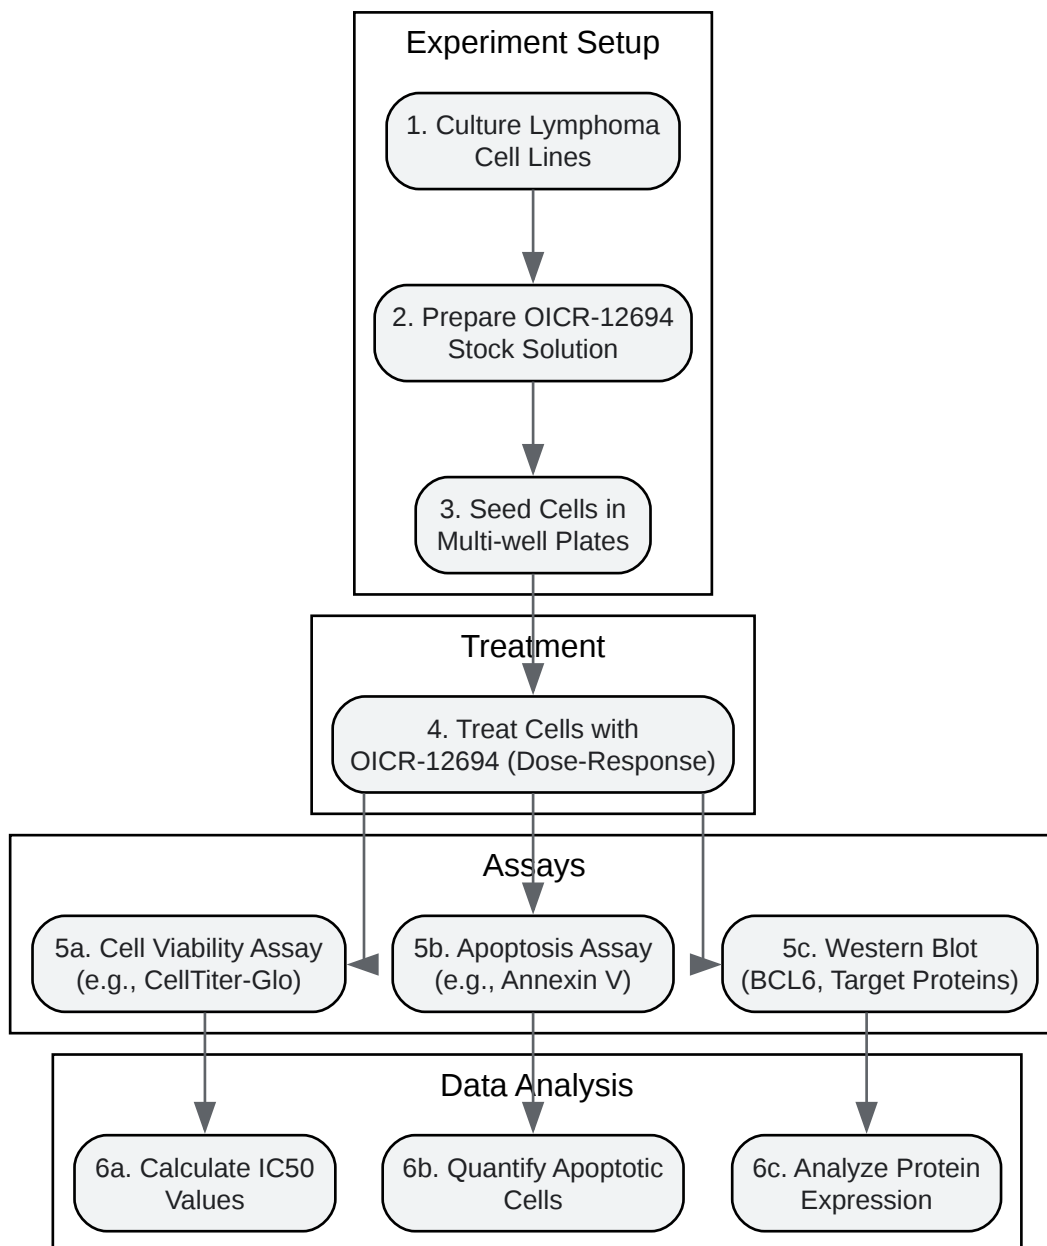 Experiment Setup
1. Culture Lymphoma
Cell Lines
2. Prepare OICR-12694
Stock Solution
3. Seed Cells in
Multi-well Plates
Treatment
4. Treat Cells with
OICR-12694 (Dose-Response)
Assays
5a. Cell Viability Assay
(e.g., CellTiter-Glo)
5b. Apoptosis Assay
(e.g., Annexin V)
5c. Western Blot
(BCL6, Target Proteins)
Data Analysis
6a. Calculate IC50
Values
6b. Quantify Apoptotic
Cells
6c. Analyze Protein
Expression